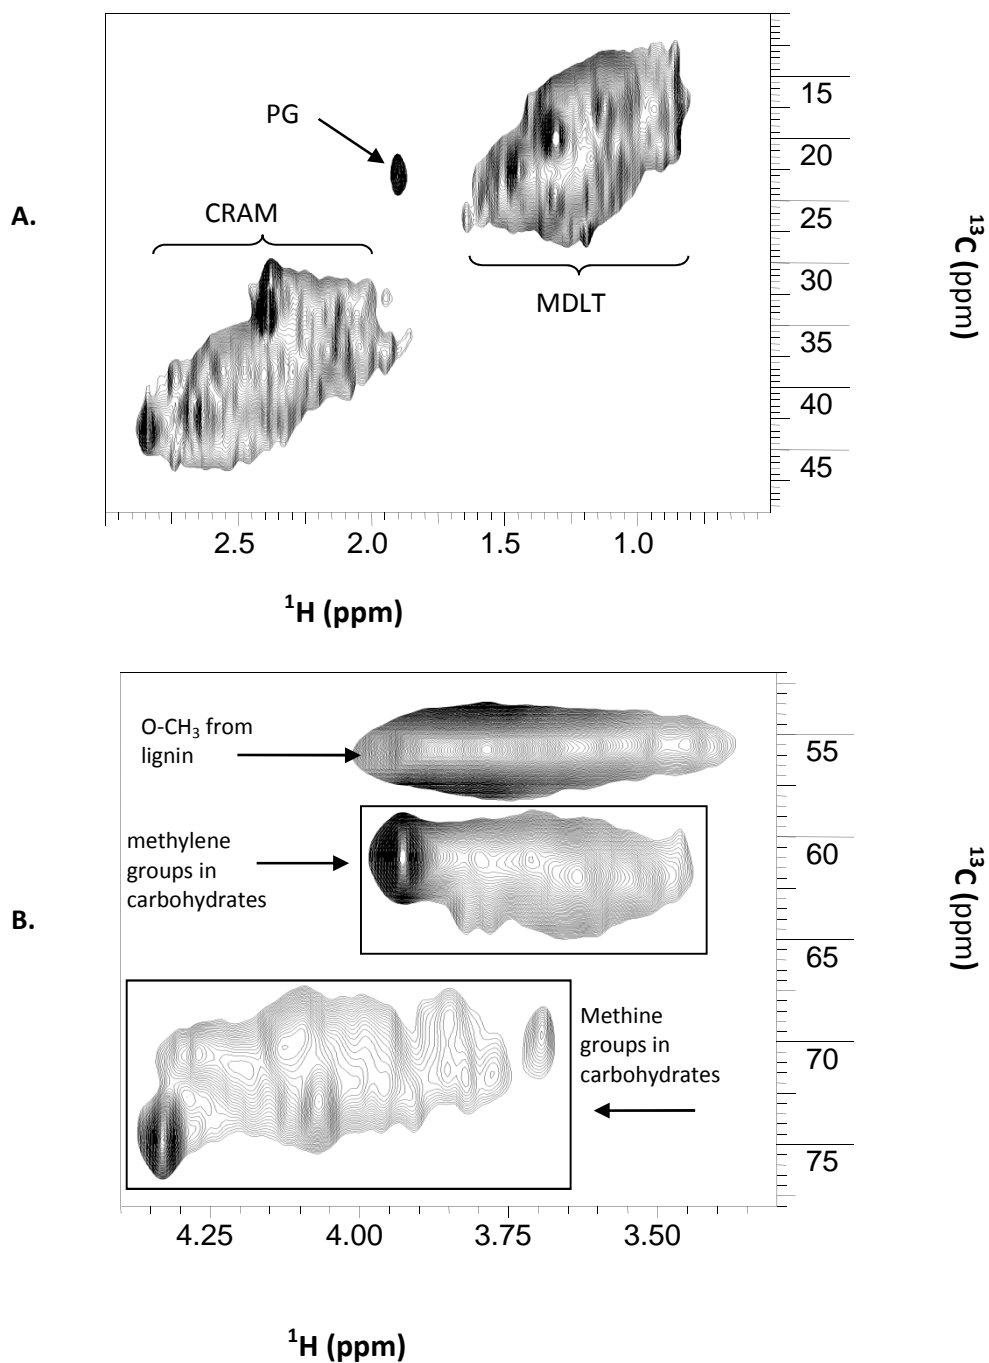 PG
15
20
A.
CRAM
25
¹³C (ppm)
30
MDLT
35
40
45
2.5 2.0 1.5 1.0
¹H (ppm)
O-CH₃ from
lignin
55
methylene
groups in
carbohydrates
60
¹³C (ppm)
B.
65
Methine
groups in
carbohydrates
70
75
4.25 4.00 3.75 3.50
¹H (ppm)